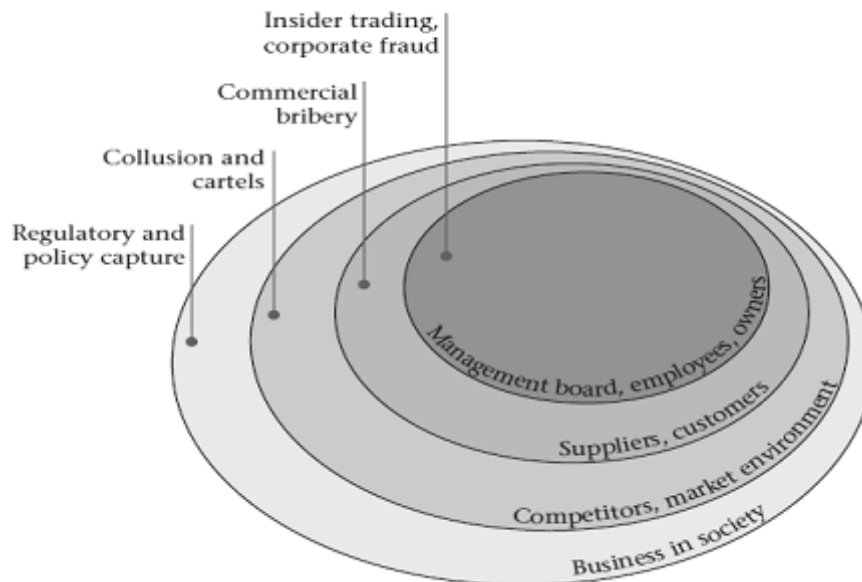 Insider trading,
corporate fraud
Commercial
bribery
Collusion and
cartels
Regulatory and
policy capture
Management board, employees, owners
Suppliers, customers
Competitors, market environment
Business in society